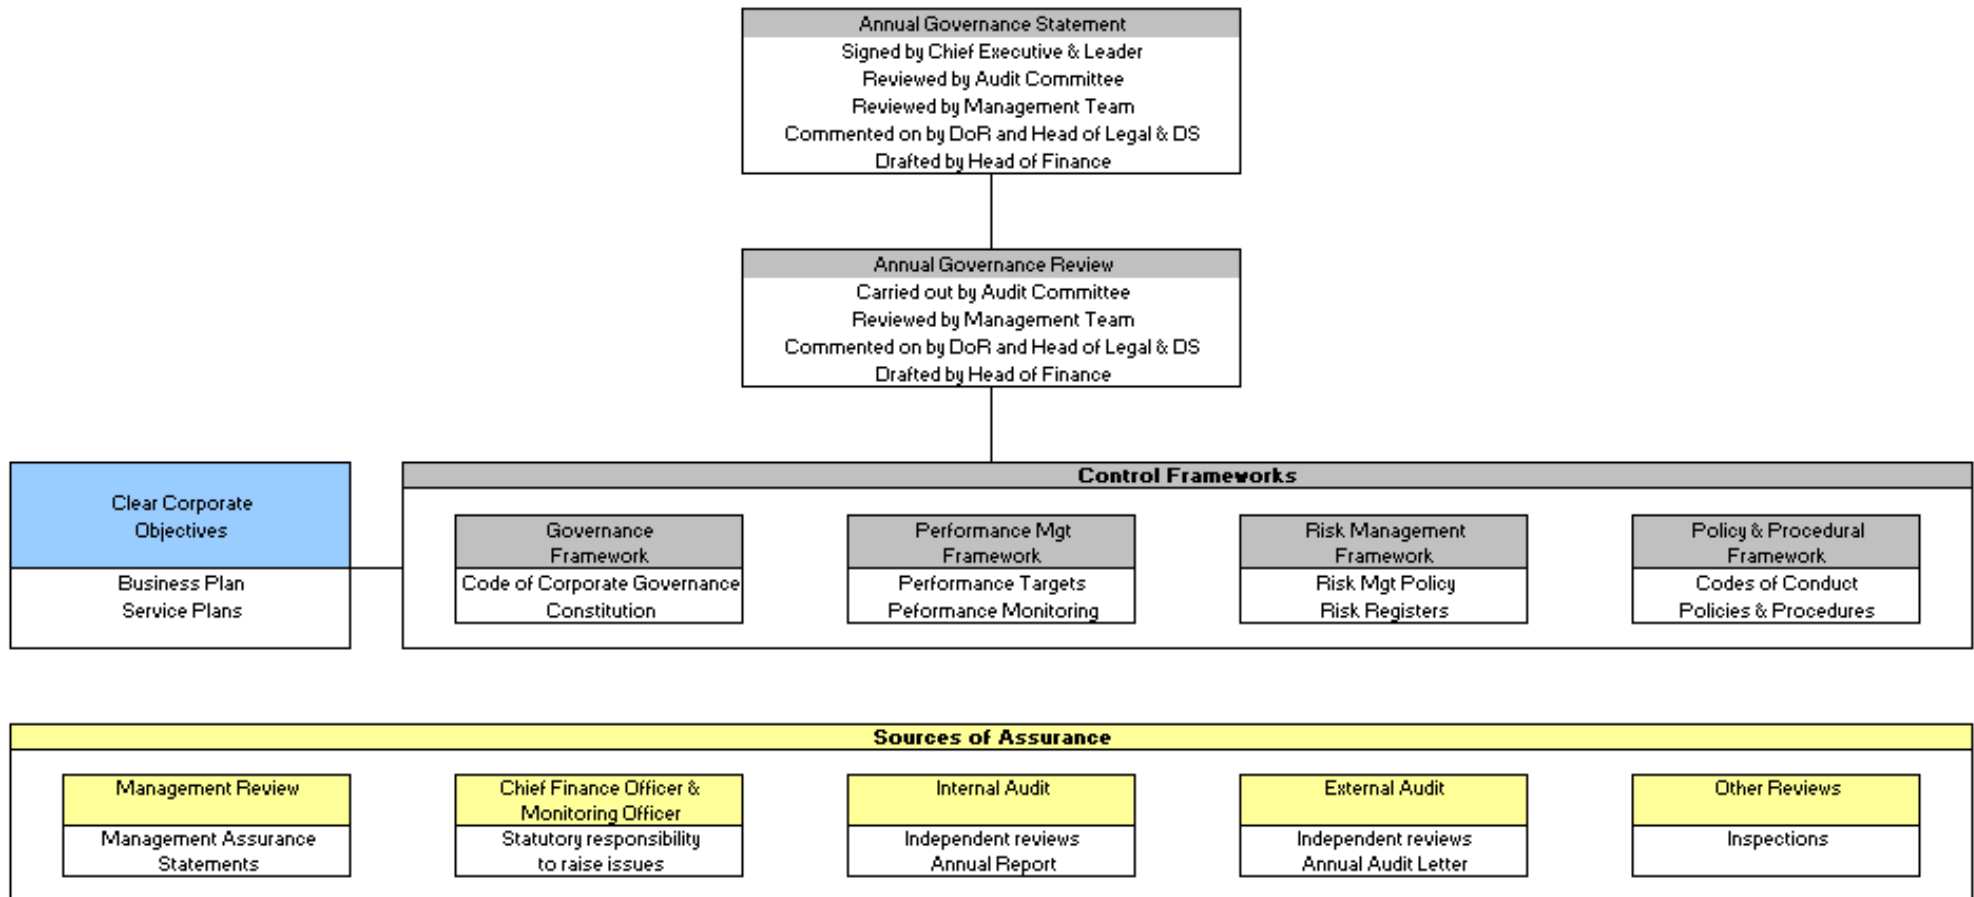 Annual Governance Statement
Signed by Chief Executive & Leader
Reviewed by Audit Committee
Reviewed by Management Team
Commented on by DoR and Head of Legal & DS
Drafted by Head of Finance
Annual Governance Review
Carried out by Audit Committee
Reviewed by Management Team
Commented on by DoR and Head of Legal & DS
Drafted by Head of Finance
Clear Corporate
Objectives
Business Plan
Service Plans
Control Frameworks
Governance
Framework
Code of Corporate Governance
Constitution
Performance Mgt
Framework
Performance Targets
Peformance Monitoring
Risk Management
Framework
Risk Mgt Policy
Risk Registers
Policy & Procedural
Framework
Codes of Conduct
Policies & Procedures
Sources of Assurance
Management Review
Management Assurance
Statements
Chief Finance Officer &
Monitoring Officer
Statutory responsibility
to raise issues
Internal Audit
Independent reviews
Annual Report
External Audit
Independent reviews
Annual Audit Letter
Other Reviews
Inspections